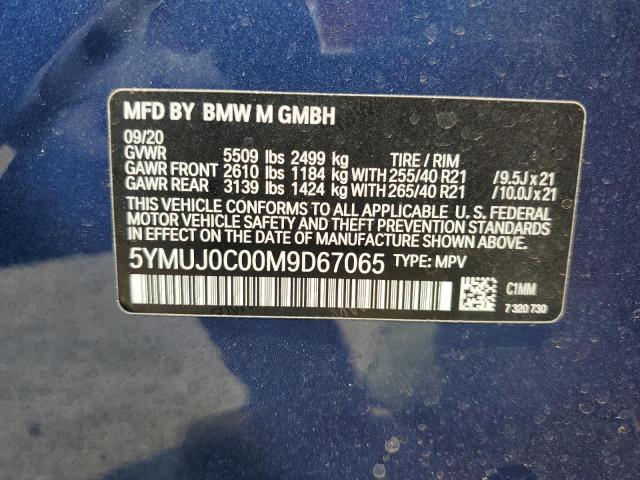 MFD BY BMW M GMBH
09/20
GVWR 5509 lbs 2499 kg TIRE / RIM
GAWR FRONT 2610 lbs 1184 kg WITH 255/40 R21 /9.5J x 21
GAWR REAR 3139 lbs 1424 kg WITH 265/40 R21 /10.0J x 21
THIS VEHICLE CONFORMS TO ALL APPLICABLE U. S. FEDERAL
MOTOR VEHICLE SAFETY AND THEFT PREVENTION STANDARDS
IN EFFECT ON THE DATE OF MANUFACTURE SHOWN ABOVE.
5YMUJ0C00M9D67065 TYPE: MPV
C1MM
7 320 730